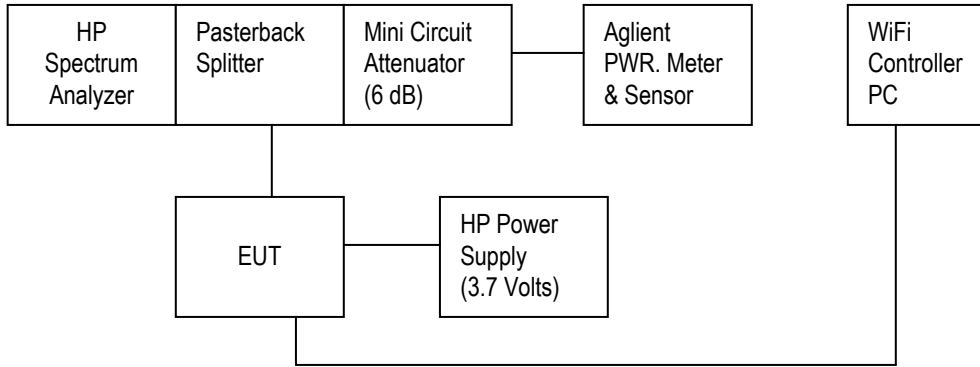 HP
Spectrum
Analyzer
Pasterback
Splitter
Mini Circuit
Attenuator
(6 dB)
Aglient
PWR. Meter
& Sensor
WiFi
Controller
PC
EUT
HP Power
Supply
(3.7 Volts)